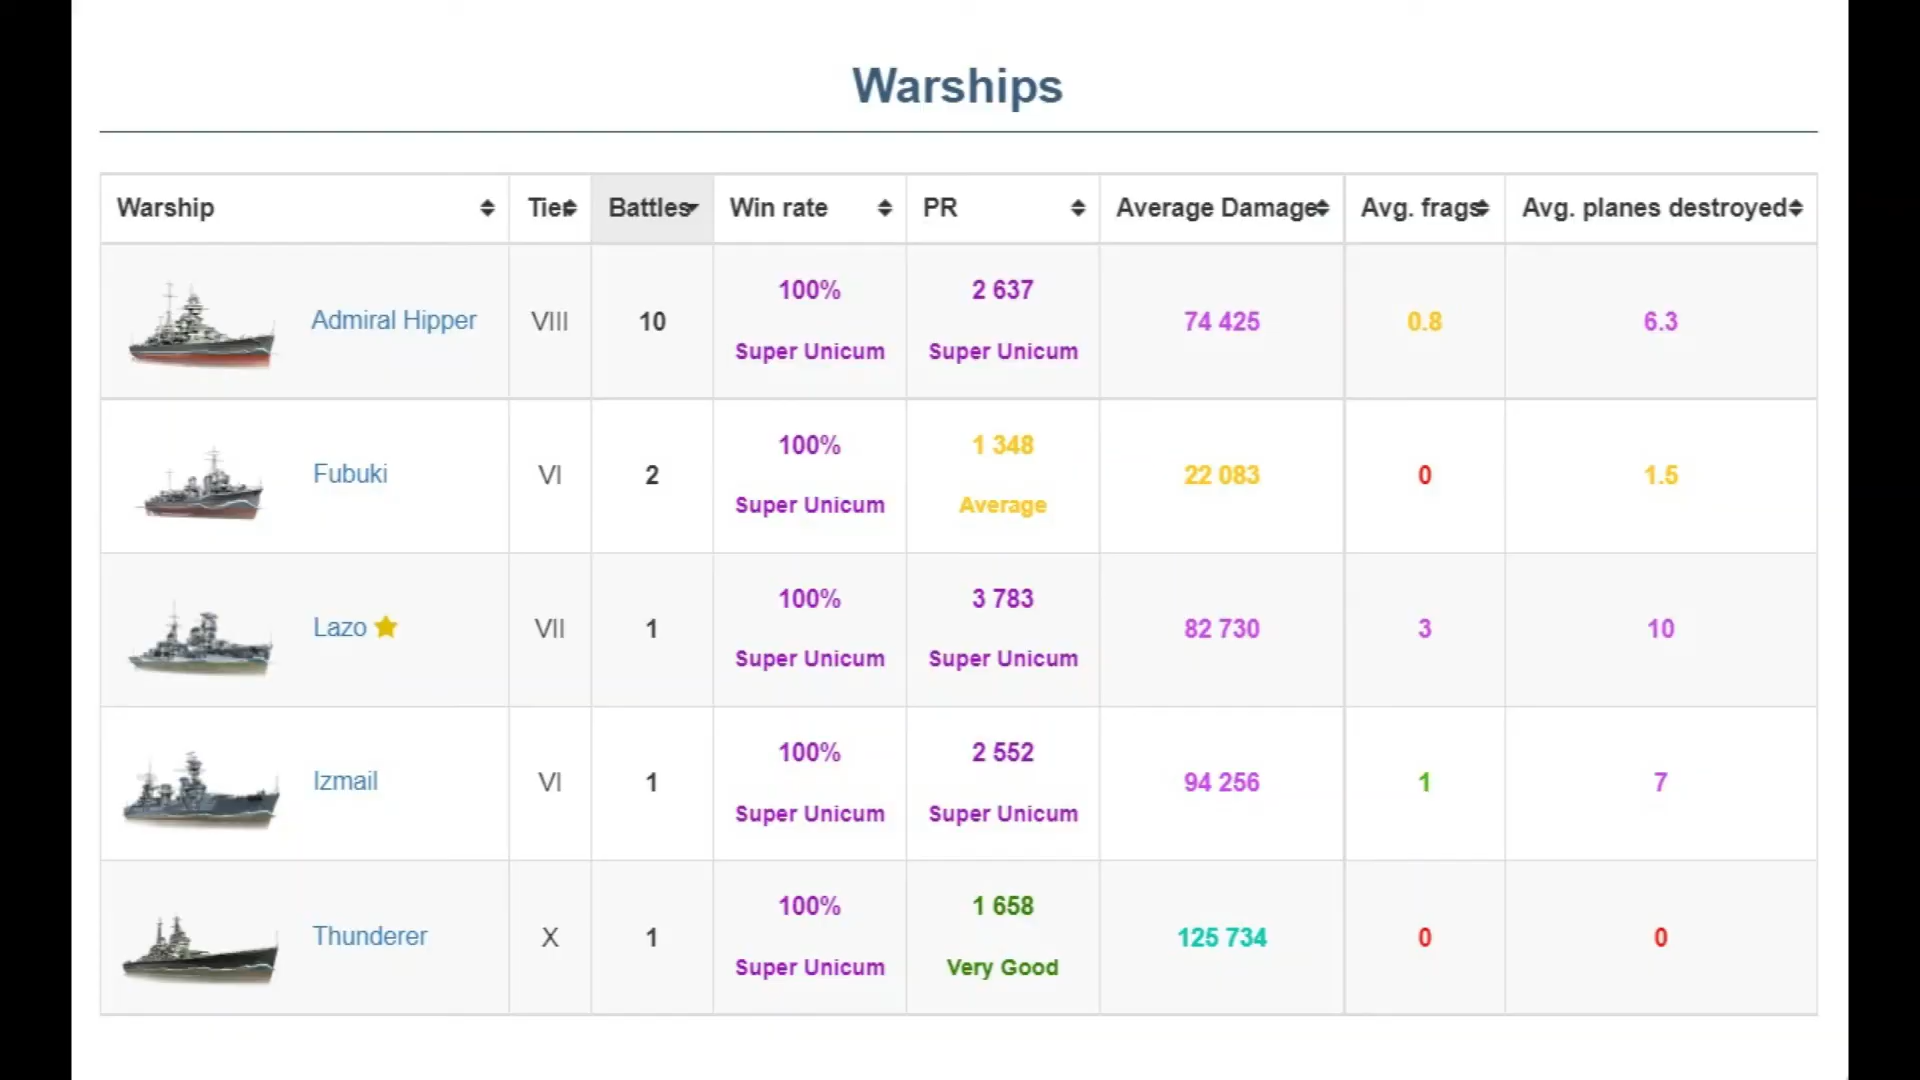 Warships
Warship Tier Battles Win rate PR Average Damage Avg. frags Avg. planes destroyed
Admiral Hipper VIII 10 100% 2 637 74 425 0.8 6.3
Super Unicum Super Unicum
Fubuki VI 2 100% 1 348 22 083 0 1.5
Super Unicum Average
Lazo VII 1 100% 3 783 82 730 3 10
Super Unicum Super Unicum
Izmail VI 1 100% 2 552 94 256 1 7
Super Unicum Super Unicum
Thunderer X 1 100% 1 658 125 734 0 0
Super Unicum Very Good